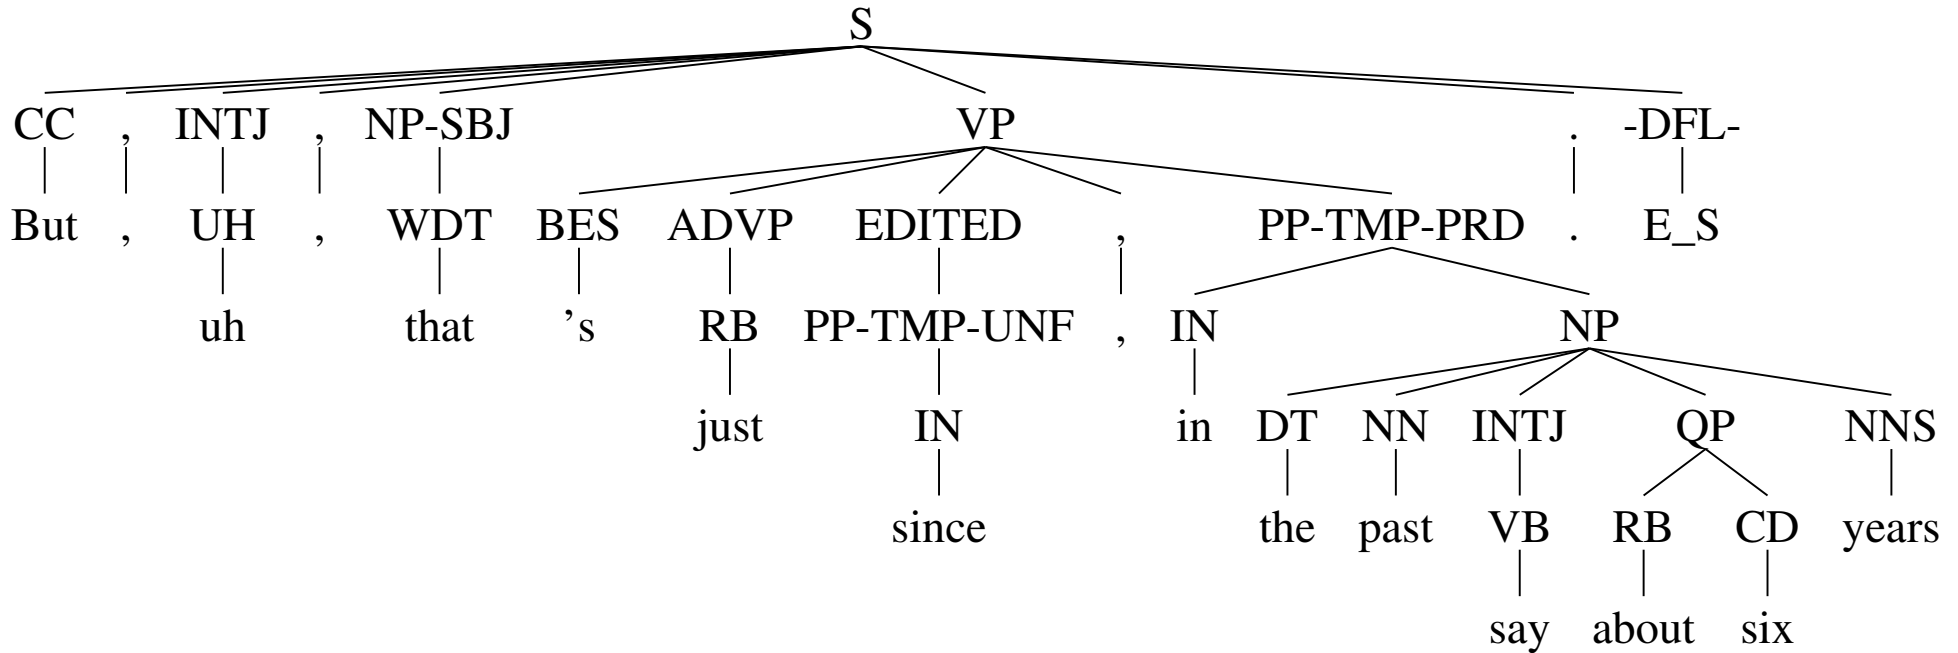 S
CC , INTJ , NP-SBJ VP . -DFL-
But , UH , WDT BES ADVP EDITED , PP-TMP-PRD . E_S
uh that ’s RB PP-TMP-UNF , IN NP
just IN in DT NN INTJ QP NNS
since the past VB RB CD years
say about six